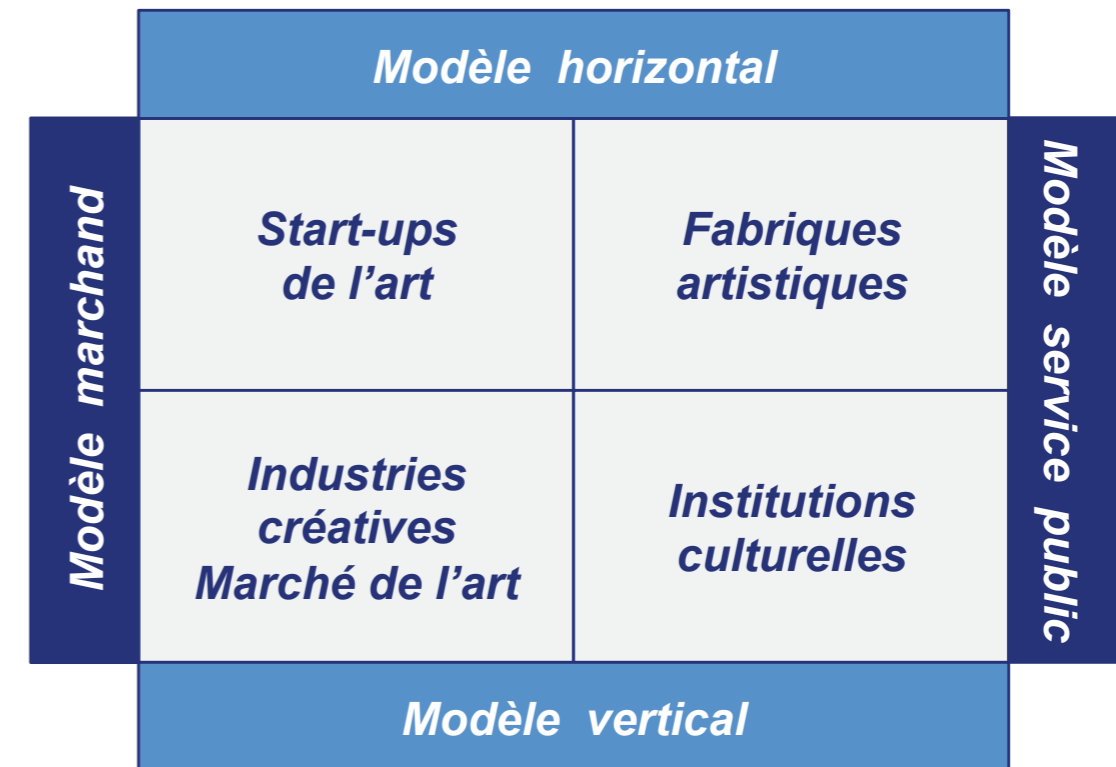 Modèle horizontal
Modèle marchand
Start-ups
de l’art
Fabriques
artistiques
Modèle service public
Industries
créatives
Marché de l’art
Institutions
culturelles
Modèle vertical